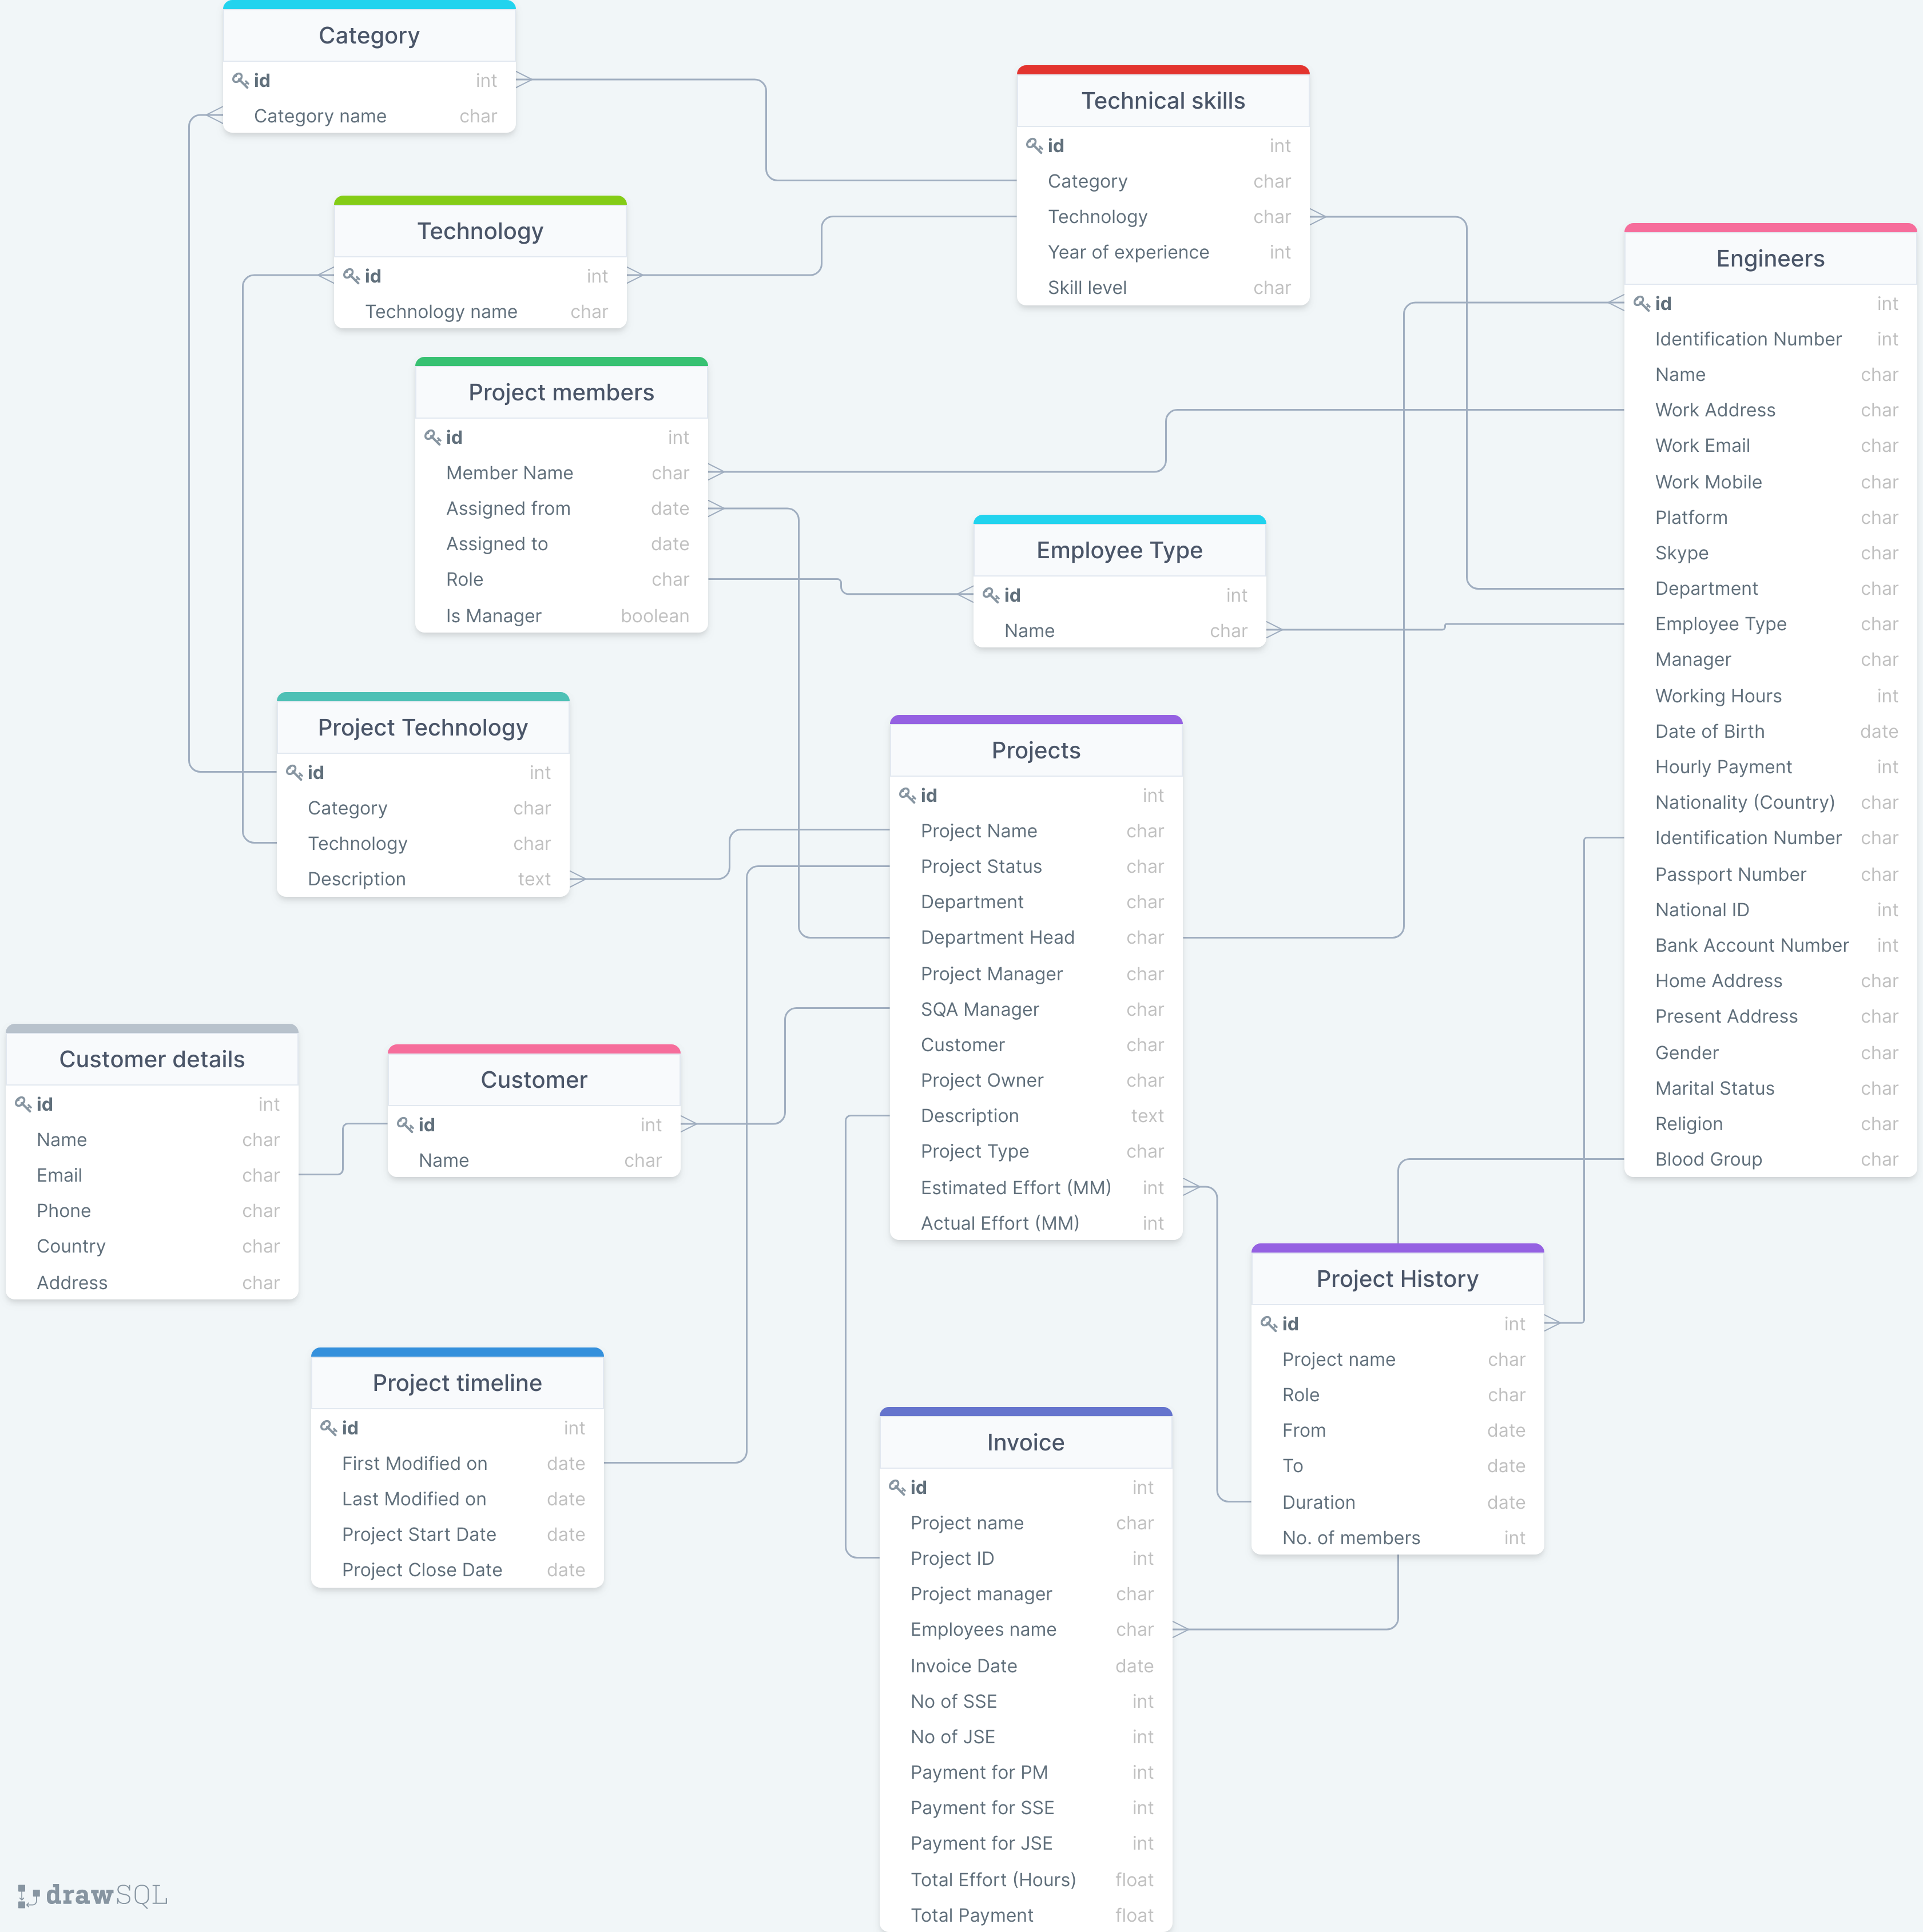 Category
id int
Category name char
Technical skills
id int
Category char
Technology char
Year of experience int
Skill level char
Technology
id int
Technology name char
Engineers
id int
Identification Number int
Name char
Work Address char
Work Email char
Work Mobile char
Platform char
Skype char
Department char
Employee Type char
Manager char
Working Hours int
Date of Birth date
Hourly Payment int
Nationality (Country) char
Identification Number char
Passport Number char
National ID int
Bank Account Number int
Home Address char
Present Address char
Gender char
Marital Status char
Religion char
Blood Group char
Project members
id int
Member Name char
Assigned from date
Assigned to date
Role char
Is Manager boolean
Employee Type
id int
Name char
Project Technology
id int
Category char
Technology char
Description text
Projects
id int
Project Name char
Project Status char
Department char
Department Head char
Project Manager char
SQA Manager char
Customer char
Project Owner char
Description text
Project Type char
Estimated Effort (MM) int
Actual Effort (MM) int
Customer details
id int
Name char
Email char
Phone char
Country char
Address char
Customer
id int
Name char
Project History
id int
Project name char
Role char
From date
To date
Duration date
No. of members int
Project timeline
id int
First Modified on date
Last Modified on date
Project Start Date date
Project Close Date date
Invoice
id int
Project name char
Project ID int
Project manager char
Employees name char
Invoice Date date
No of SSE int
No of JSE int
Payment for PM int
Payment for SSE int
Payment for JSE int
Total Effort (Hours) float
Total Payment float
drawSQL